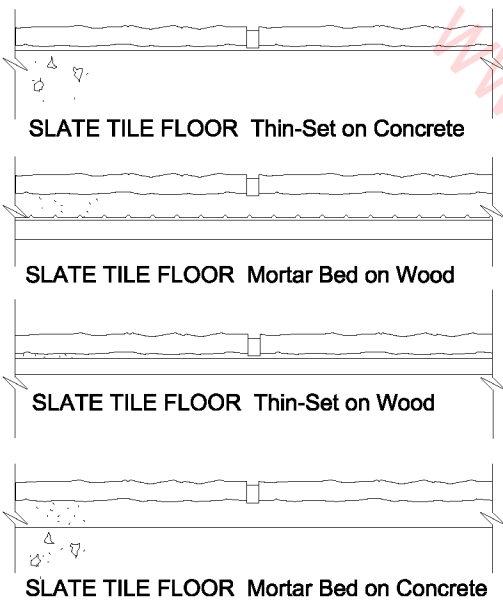 SLATE TILE FLOOR Thin-Set on Concrete
SLATE TILE FLOOR Mortar Bed on Wood
SLATE TILE FLOOR Thin-Set on Wood
SLATE TILE FLOOR Mortar Bed on Concrete